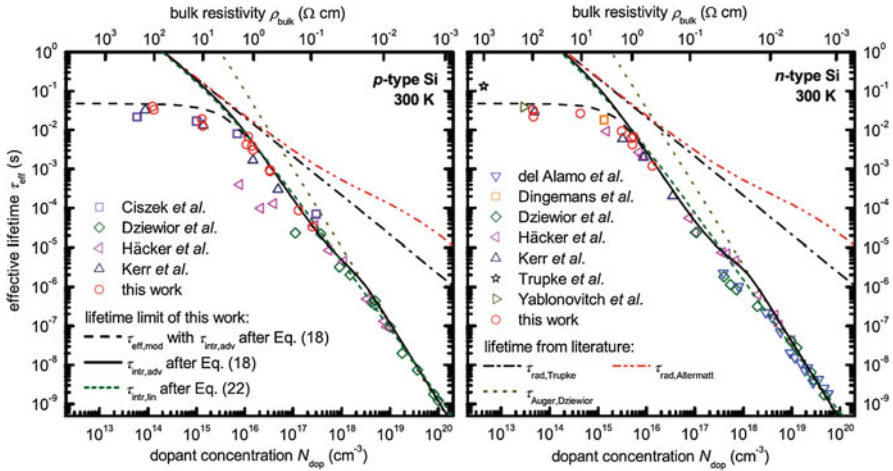 bulk resistivity ρbulk (Ω cm)
bulk resistivity ρbulk (Ω cm)
10³ 10² 10¹ 10⁰ 10⁻¹ 10⁻² 10⁻³
10³ 10² 10¹ 10⁰ 10⁻¹ 10⁻² 10⁻³
effective lifetime τeff (s)
10⁰
10⁻¹
10⁻²
10⁻³
10⁻⁴
10⁻⁵
10⁻⁶
10⁻⁷
10⁻⁸
10⁻⁹
p-type Si
300 K
Ciszek et al.
Dziewior et al.
Häcker et al.
Kerr et al.
this work
lifetime limit of this work:
τeff,mod with τintr,adv after Eq. (18)
τintr,adv after Eq. (18)
τintr,lin after Eq. (22)
10¹³ 10¹⁴ 10¹⁵ 10¹⁶ 10¹⁷ 10¹⁸ 10¹⁹ 10²⁰
dopant concentration Ndop (cm⁻³)
n-type Si
300 K
del Alamo et al.
Dingemans et al.
Dziewior et al.
Häcker et al.
Kerr et al.
Trupke et al.
Yablonovitch et al.
this work
lifetime from literature:
τrad,Trupke τrad,Altermatt
τAuger,Dziewior
10¹³ 10¹⁴ 10¹⁵ 10¹⁶ 10¹⁷ 10¹⁸ 10¹⁹ 10²⁰
dopant concentration Ndop (cm⁻³)